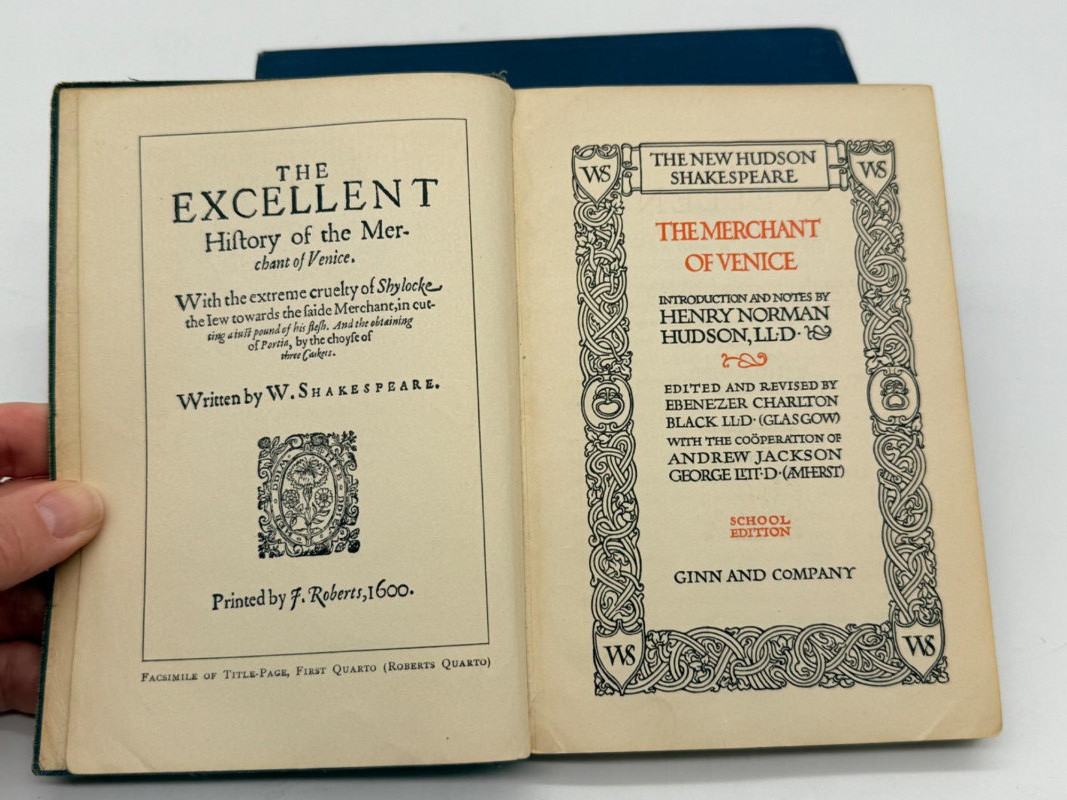 THE
EXCELLENT
Hiſtory of the Mer-
chant of Venice.
With the extreme cruelty of Shylocke
the Iew towards the ſaide Merchant, in cut-
ting a iuſt pound of his fleſh. And the obtaining
of Portia, by the choyſe of
three Caſkets.
Written by W. SHAKESPEARE.
Printed by J. Roberts, 1600.
FACSIMILE OF TITLE-PAGE, FIRST QUARTO (ROBERTS QUARTO)
WS
THE NEW HUDSON
SHAKESPEARE
WS
THE MERCHANT
OF VENICE
INTRODUCTION AND NOTES BY
HENRY NORMAN
HUDSON, LL·D·
EDITED AND REVISED BY
EBENEZER CHARLTON
BLACK LL·D· (GLASGOW)
WITH THE COÖPERATION OF
ANDREW JACKSON
GEORGE LITT·D· (AMHERST)
SCHOOL
EDITION
GINN AND COMPANY
WS
WS